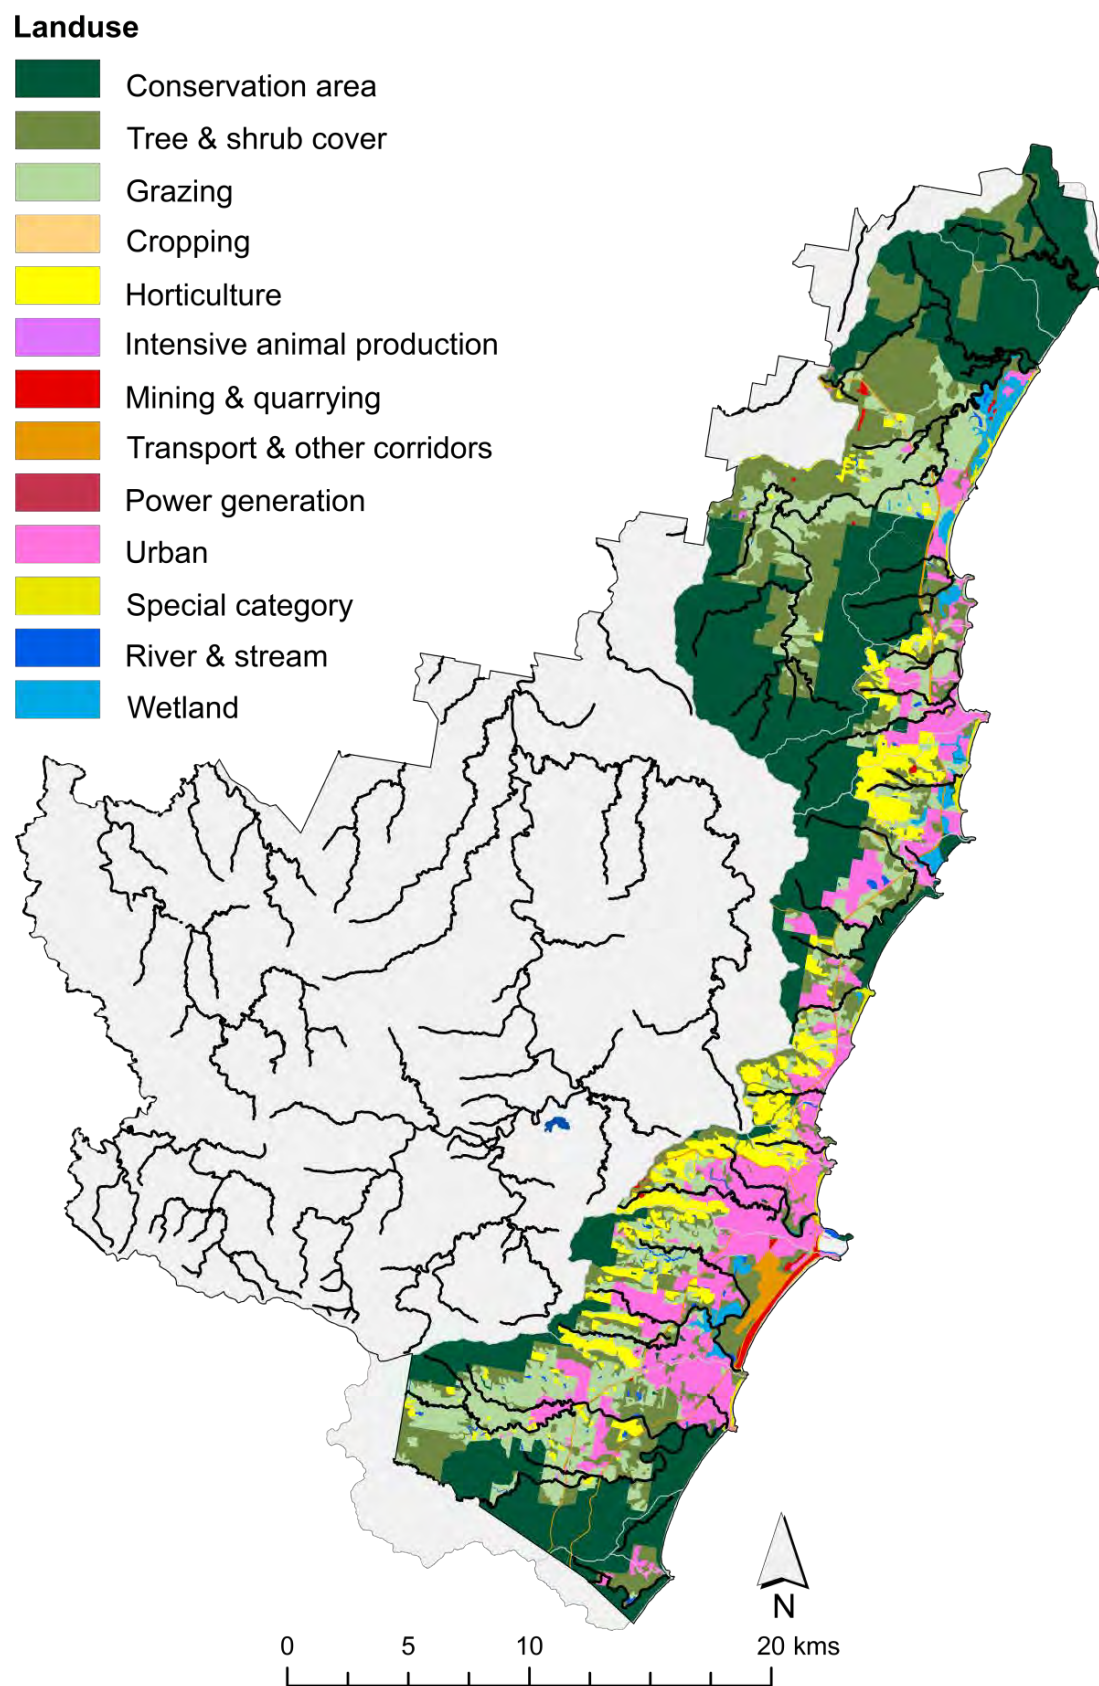 Landuse
Conservation area
Tree & shrub cover
Grazing
Cropping
Horticulture
Intensive animal production
Mining & quarrying
Transport & other corridors
Power generation
Urban
Special category
River & stream
Wetland
N
0 5 10 20 kms